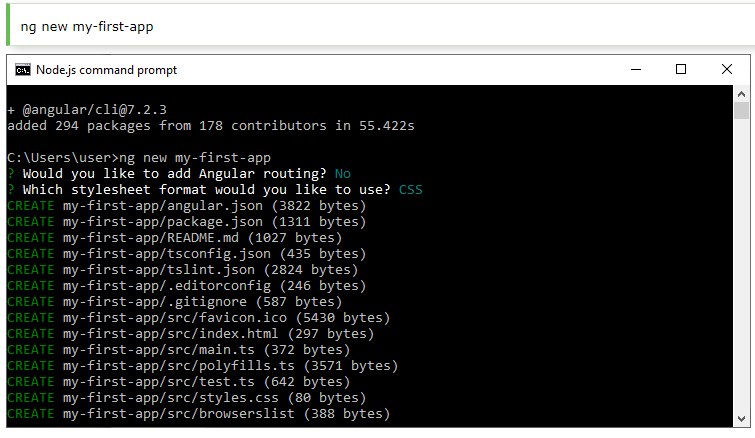 ng new my-first-app
Node.js command prompt
+ @angular/cli@7.2.3
added 294 packages from 178 contributors in 55.422s
C:\Users\user>ng new my-first-app
? Would you like to add Angular routing? No
? Which stylesheet format would you like to use? CSS
CREATE my-first-app/angular.json (3822 bytes)
CREATE my-first-app/package.json (1311 bytes)
CREATE my-first-app/README.md (1027 bytes)
CREATE my-first-app/tsconfig.json (435 bytes)
CREATE my-first-app/tslint.json (2824 bytes)
CREATE my-first-app/.editorconfig (246 bytes)
CREATE my-first-app/.gitignore (587 bytes)
CREATE my-first-app/src/favicon.ico (5430 bytes)
CREATE my-first-app/src/index.html (297 bytes)
CREATE my-first-app/src/main.ts (372 bytes)
CREATE my-first-app/src/polyfills.ts (3571 bytes)
CREATE my-first-app/src/test.ts (642 bytes)
CREATE my-first-app/src/styles.css (80 bytes)
CREATE my-first-app/src/browserslist (388 bytes)